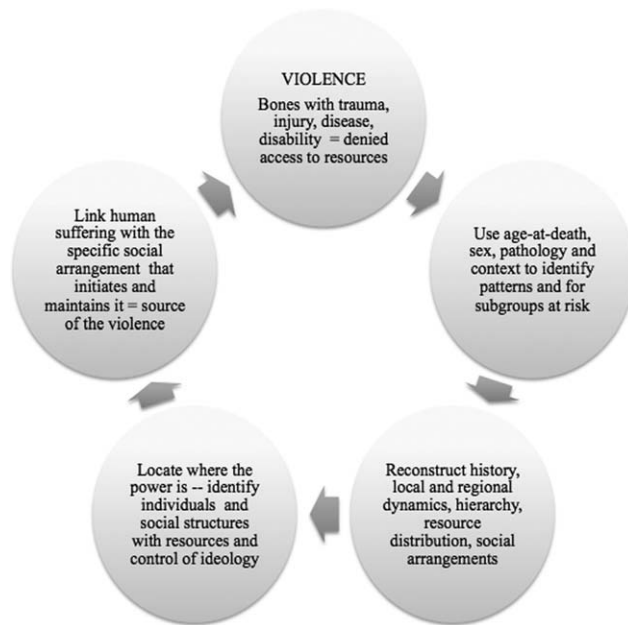 VIOLENCE
Bones with trauma,
injury, disease,
disability = denied
access to resources
Use age-at-death,
sex, pathology and
context to identify
patterns and for
subgroups at risk
Reconstruct history,
local and regional
dynamics, hierarchy,
resource
distribution, social
arrangements
Locate where the
power is -- identify
individuals and
social structures
with resources and
control of ideology
Link human
suffering with the
specific social
arrangement that
initiates and
maintains it = source
of the violence